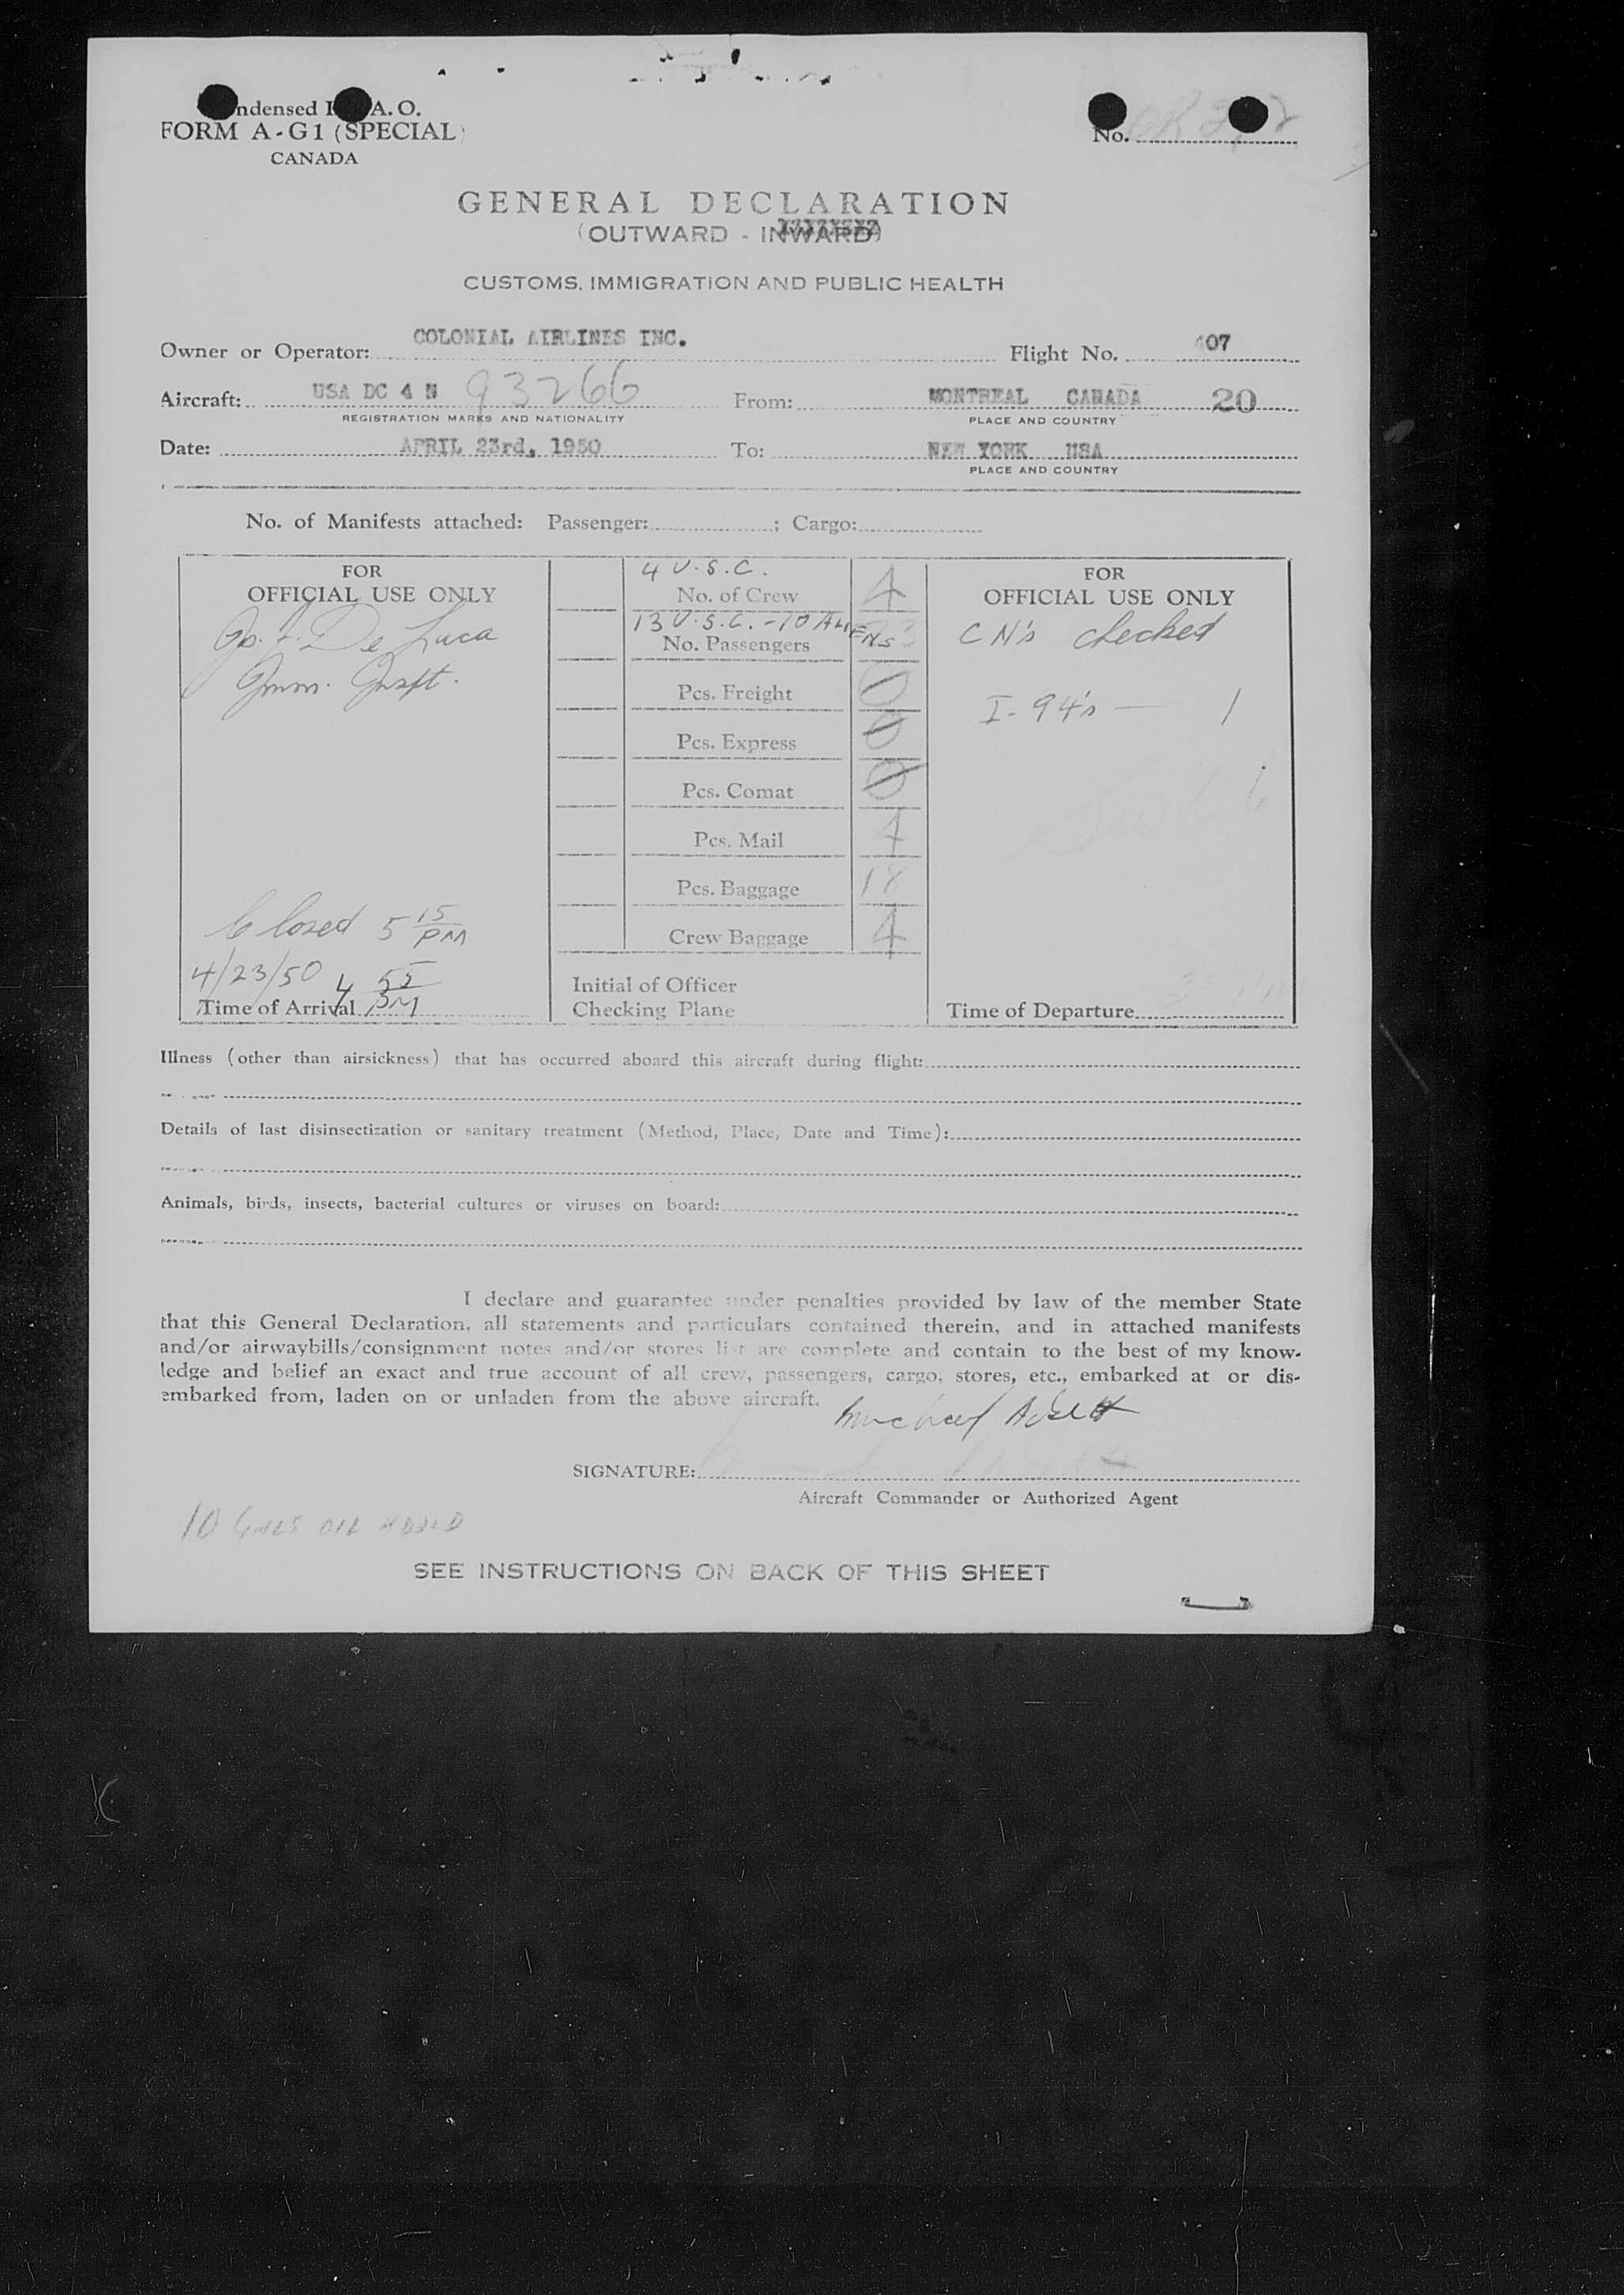 ndensed I A. O.
FORM A-G1 (SPECIAL)
CANADA
No.
GENERAL DECLARATION
(OUTWARD - INWARD)
CUSTOMS, IMMIGRATION AND PUBLIC HEALTH
Owner or Operator: COLONIAL AIRLINES INC. Flight No. 107
Aircraft: USA DC 4 N 93266 From: MONTREAL CANADA 20
REGISTRATION MARKS AND NATIONALITY PLACE AND COUNTRY
Date: APRIL 23rd, 1950 To: NEW YORK USA
PLACE AND COUNTRY
No. of Manifests attached: Passenger: ; Cargo:
FOR
OFFICIAL USE ONLY
De Luca
Imm. Inspt.
Closed 5 15 PM
4/23/50 4 55 PM
Time of Arrival
4 U.S.C.
No. of Crew 4
13 U.S.C. - 10 ALIENS 23
No. Passengers
Pcs. Freight 0
Pcs. Express 0
Pcs. Comat 0
Pcs. Mail 4
Pcs. Baggage 18
Crew Baggage 4
Initial of Officer
Checking Plane
FOR
OFFICIAL USE ONLY
CN's checked
I-94's — 1
Time of Departure
Illness (other than airsickness) that has occurred aboard this aircraft during flight:
Details of last disinsectization or sanitary treatment (Method, Place, Date and Time):
Animals, birds, insects, bacterial cultures or viruses on board:
I declare and guarantee under penalties provided by law of the member State
that this General Declaration, all statements and particulars contained therein, and in attached manifests
and/or airwaybills/consignment notes and/or stores list are complete and contain to the best of my know-
ledge and belief an exact and true account of all crew, passengers, cargo, stores, etc., embarked at or dis-
embarked from, laden on or unladen from the above aircraft.
Michael
SIGNATURE:
Aircraft Commander or Authorized Agent
10 GALS OIL ADDED
SEE INSTRUCTIONS ON BACK OF THIS SHEET